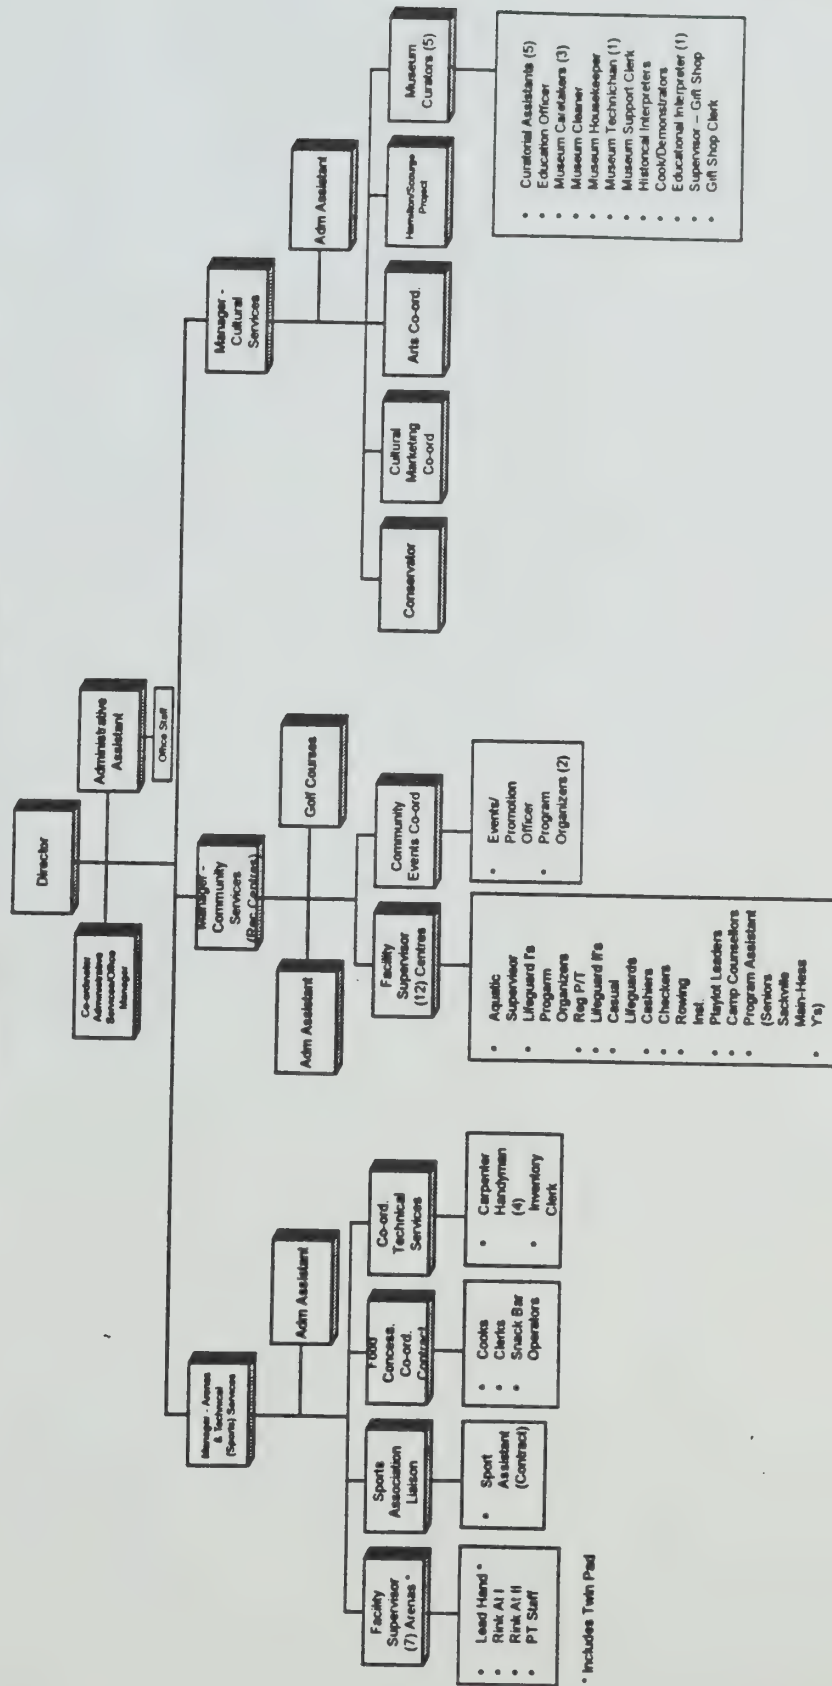 Director
Co-ordinator
Administrative
Services/Office
Manager
Administrative
Assistant
Office Staff
Manager - Arenas
& Technical
(Sports) Services
Adm Assistant
Facility
Supervisor
(7) Arenas *
• Lead Hand *
• Rink At I
• Rink At II
• PT Staff
* Includes Twin Pad
Sports
Association
Liaison
• Sport
Assistant
(Contract)
Food
Concess.
Co-ord.
Contract
• Cooks
• Clerks
• Snack Bar
Operators
Co-ord.
Technical
Services
• Carpenter
Handyman
(4)
• Inventory
Clerk
Manager -
Community
Services
(Rec Centres)
Adm Assistant
Golf Courses
Facility
Supervisor
(12) Centres
• Aquatic
Supervisor
• Lifeguard I's
• Progarm
Organizers
• Reg P/T
• Lifeguard II's
• Casual
Lifeguards
• Cashiers
• Checkers
• Rowing
Inst.
• Playlot Leaders
• Camp Counsellors
• Program Assistant
(Seniors
Sackville
Main-Hess
• Y's)
Community
Events Co-ord
• Events/
Promotion
Officer
• Program
Organizers (2)
Manager -
Cultural
Services
Adm Assistant
Conservator
Cultural
Marketing
Co-ord
Arts Co-ord.
Hamilton/Scourge
Project
Museum
Curators (5)
• Curatorial Assistants (5)
• Education Officer
• Museum Caretakers (3)
• Museum Cleaner
• Museum Housekeeper
• Museum Technichian (1)
• Museum Support Clerk
• Historical Interpreters
• Cook/Demonstrators
• Educational Interpreter (1)
• Supervisor – Gift Shop
• Gift Shop Clerk